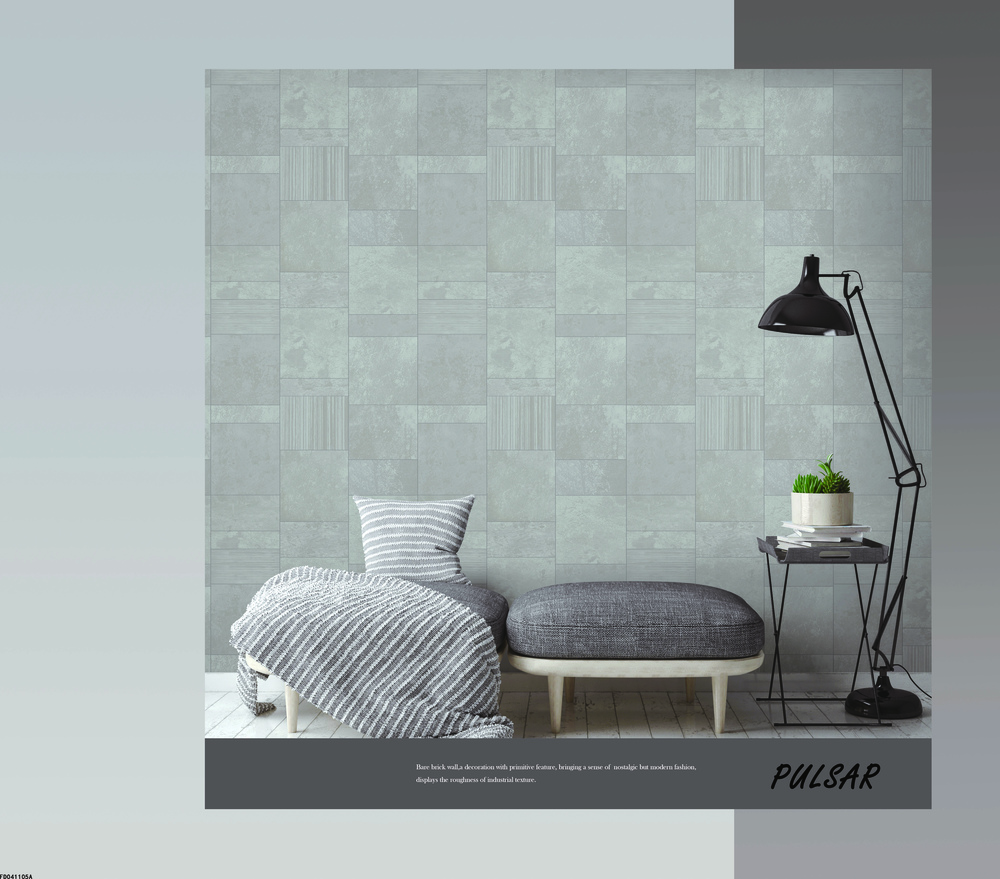 Bare brick wall,a decoration with primitive feature, bringing a sense of nostalgic but modern fashion,
displays the roughness of industrial texture.
PULSAR
FD041105A